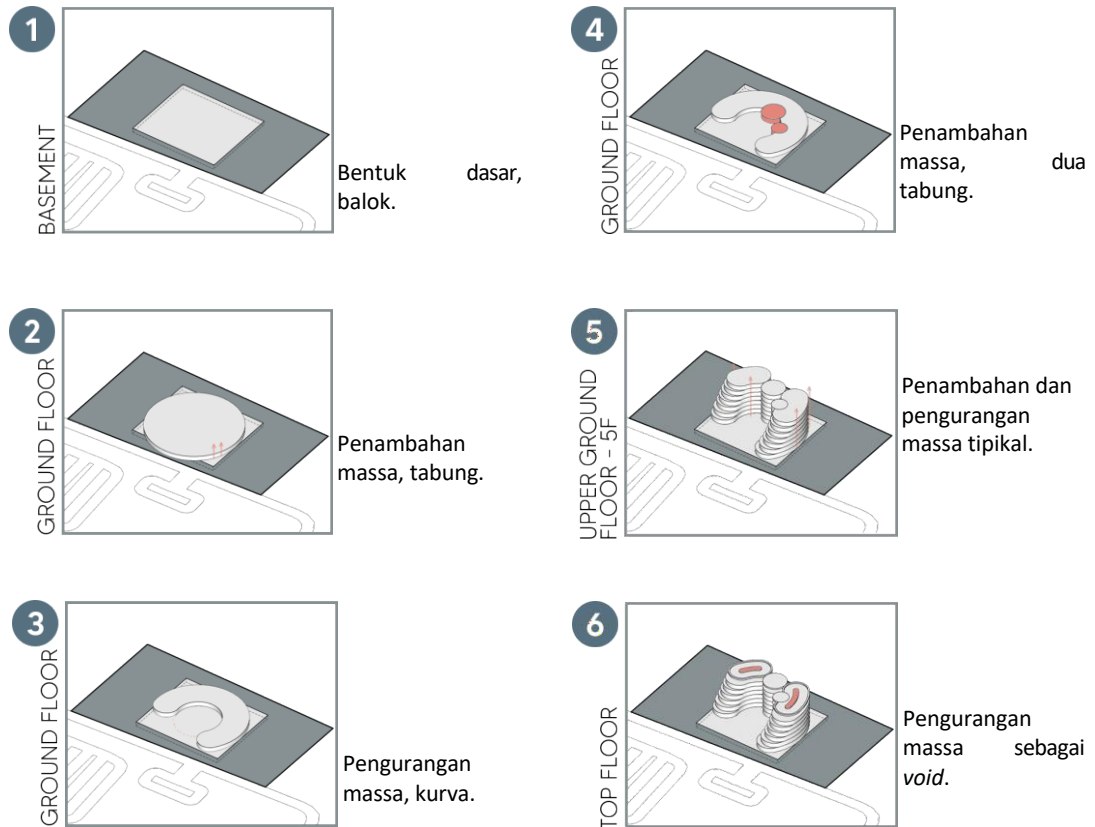 1
BASEMENT
Bentuk dasar,
balok.
2
GROUND FLOOR
Penambahan
massa, tabung.
3
GROUND FLOOR
Pengurangan
massa, kurva.
4
GROUND FLOOR
Penambahan
massa, dua
tabung.
5
UPPER GROUND
FLOOR - 5F
Penambahan dan
pengurangan
massa tipikal.
6
TOP FLOOR
Pengurangan
massa sebagai
void.